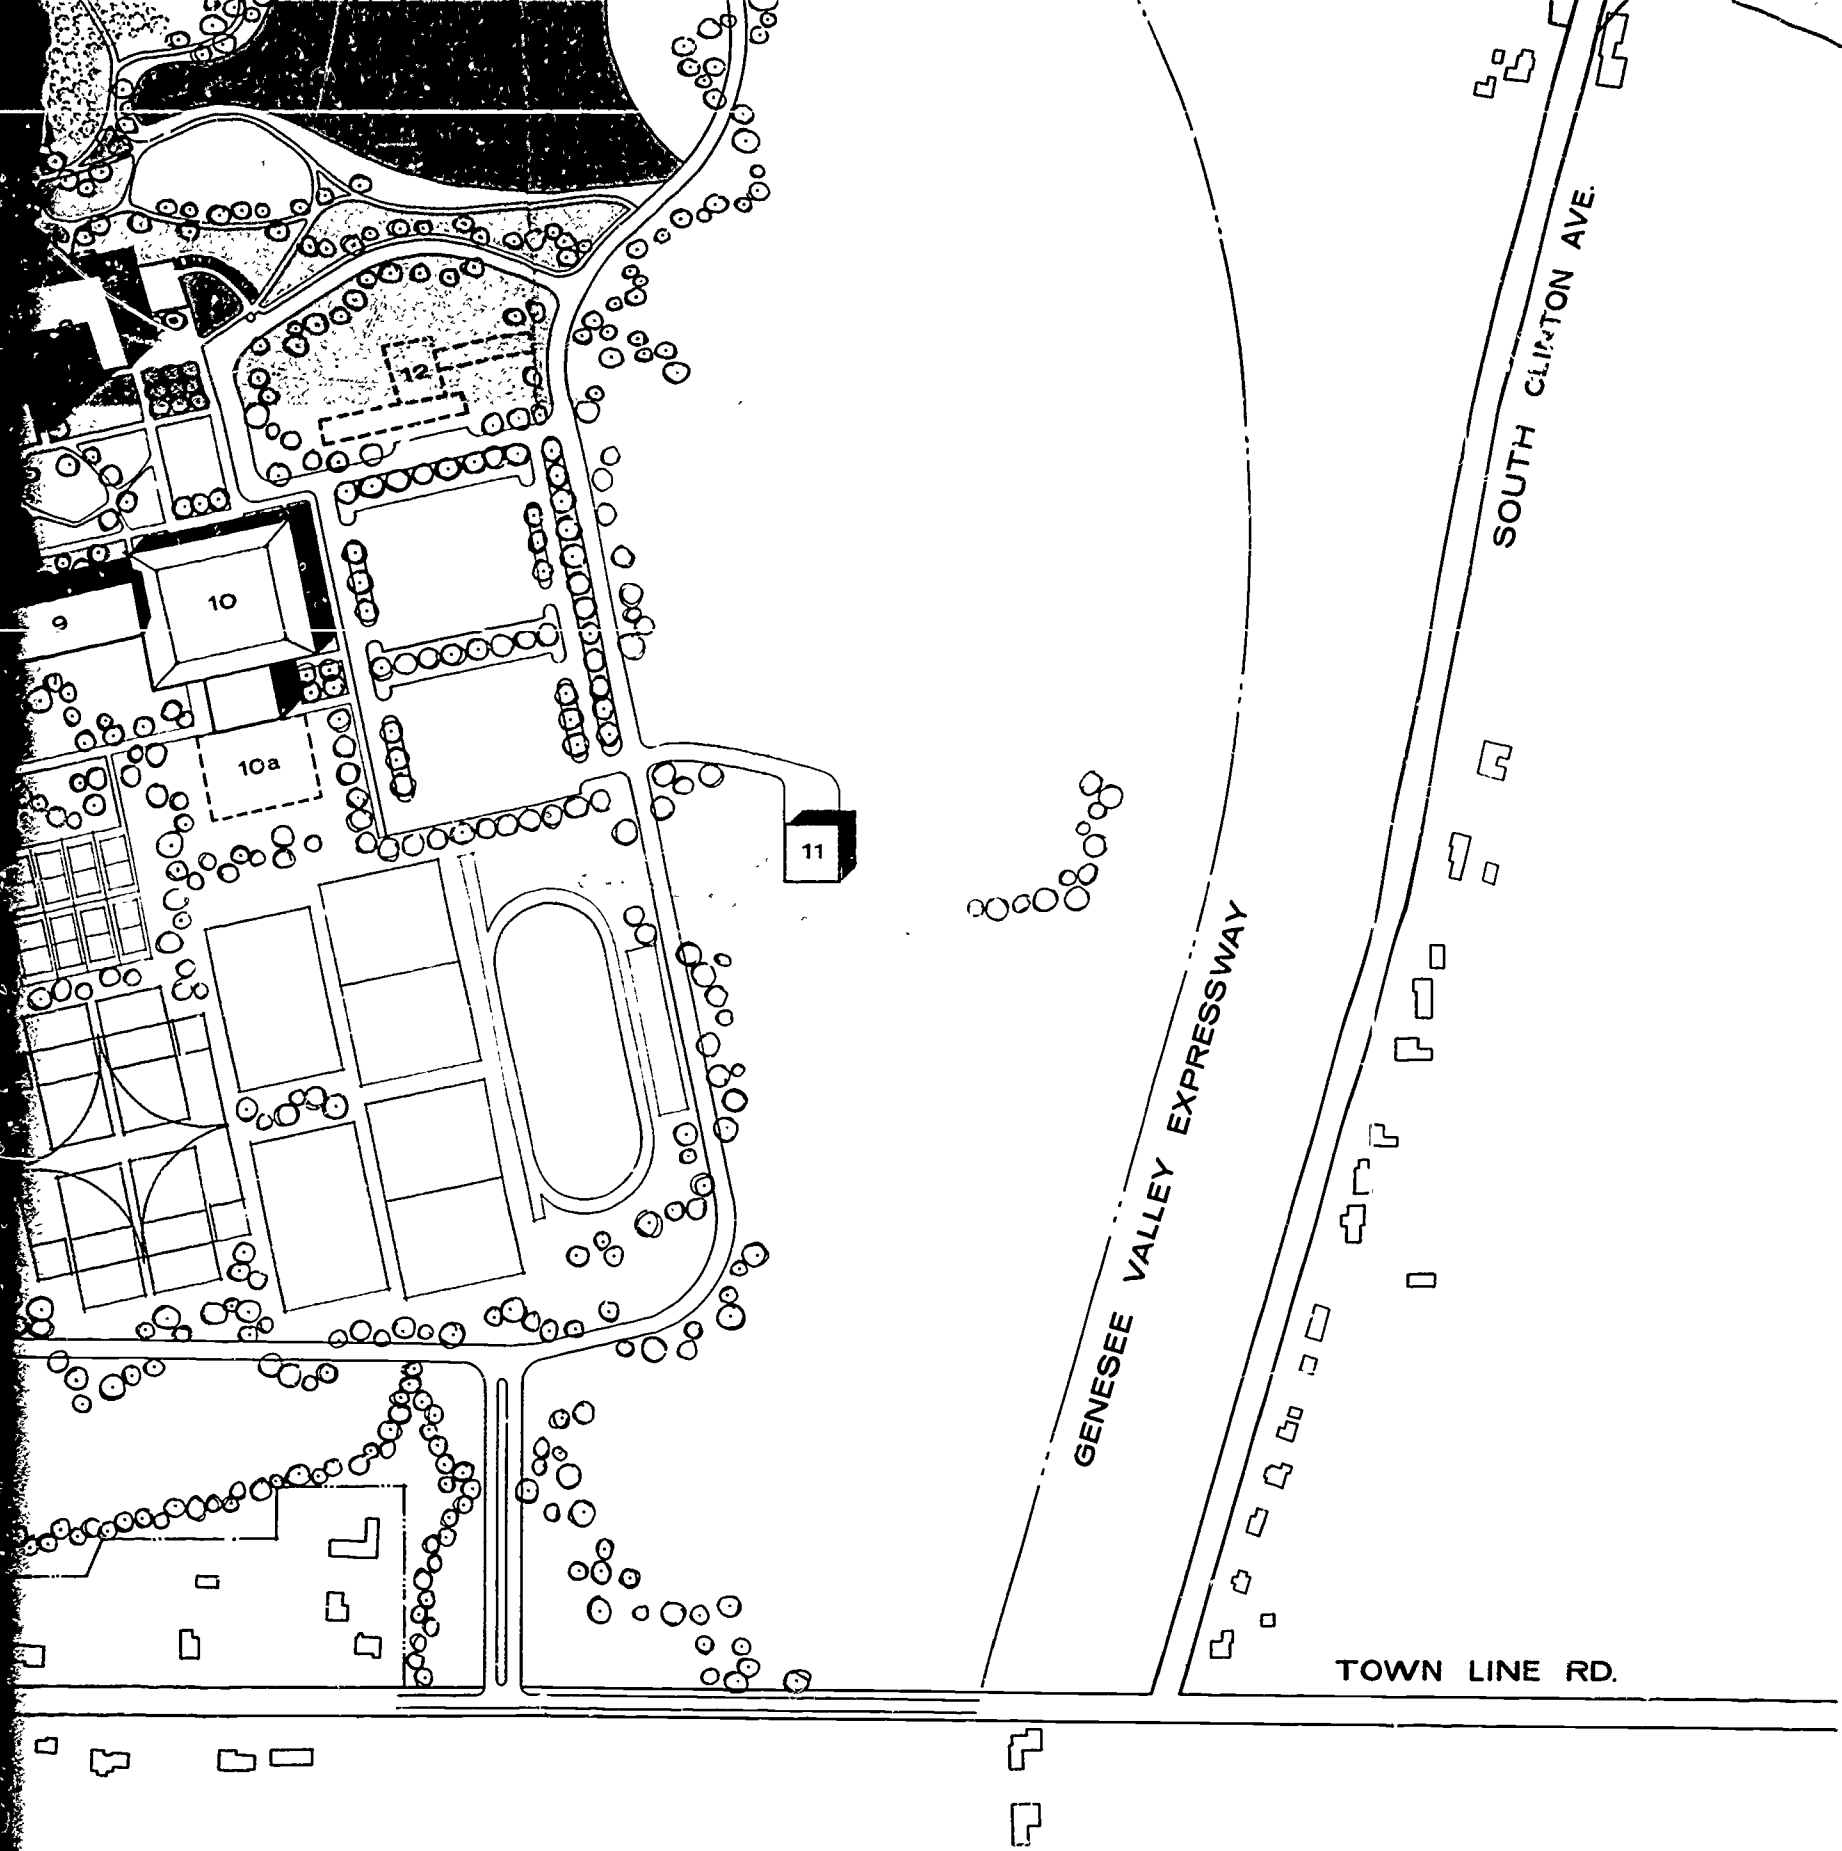 SOUTH CLINTON AVE.
12
10
9
10a
11
GENESEE VALLEY EXPRESSWAY
TOWN LINE RD.